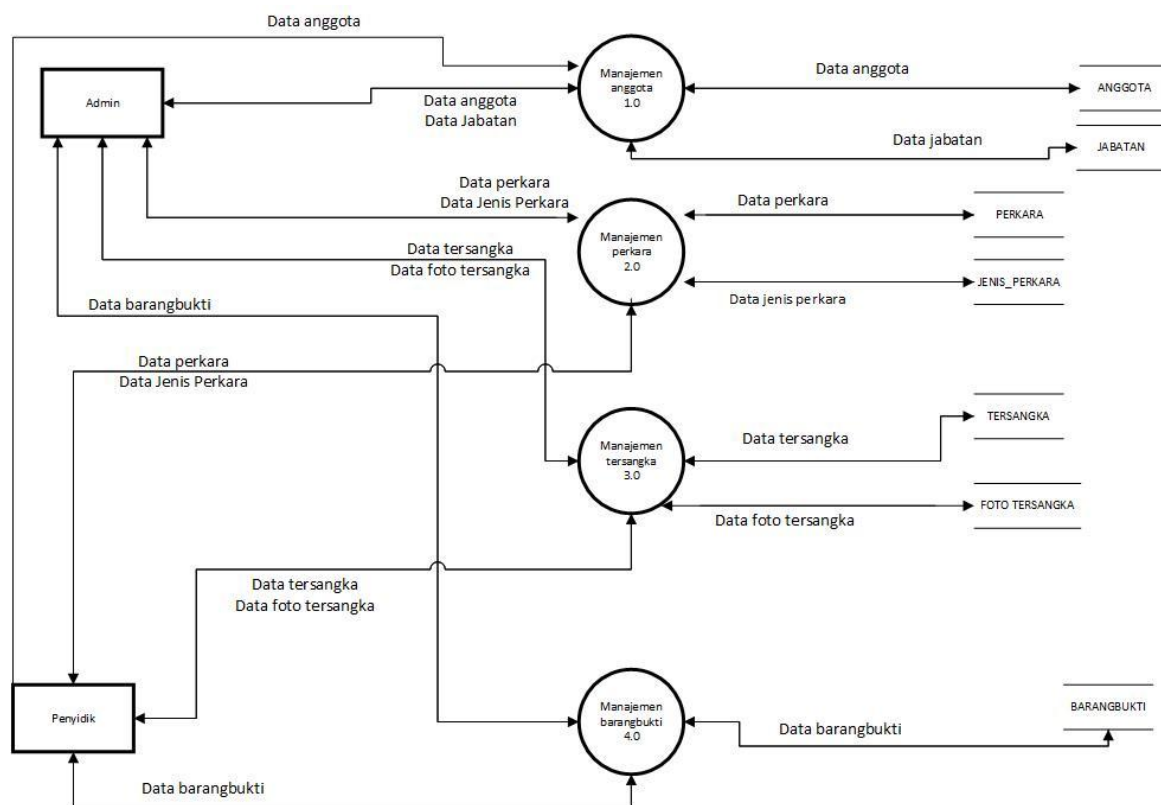 Data anggota
Manajemen
anggota
1.0
Data anggota
ANGGOTA
Admin
Data anggota
Data Jabatan
Data jabatan
JABATAN
Data perkara
Data Jenis Perkara
Manajemen
perkara
2.0
Data perkara
PERKARA
Data tersangka
Data foto tersangka
JENIS_PERKARA
Data jenis perkara
Data barangbukti
Data perkara
Data Jenis Perkara
Manajemen
tersangka
3.0
Data tersangka
TERSANGKA
FOTO TERSANGKA
Data foto tersangka
Data tersangka
Data foto tersangka
Penyidik
Manajemen
barangbukti
4.0
Data barangbukti
BARANGBUKTI
Data barangbukti